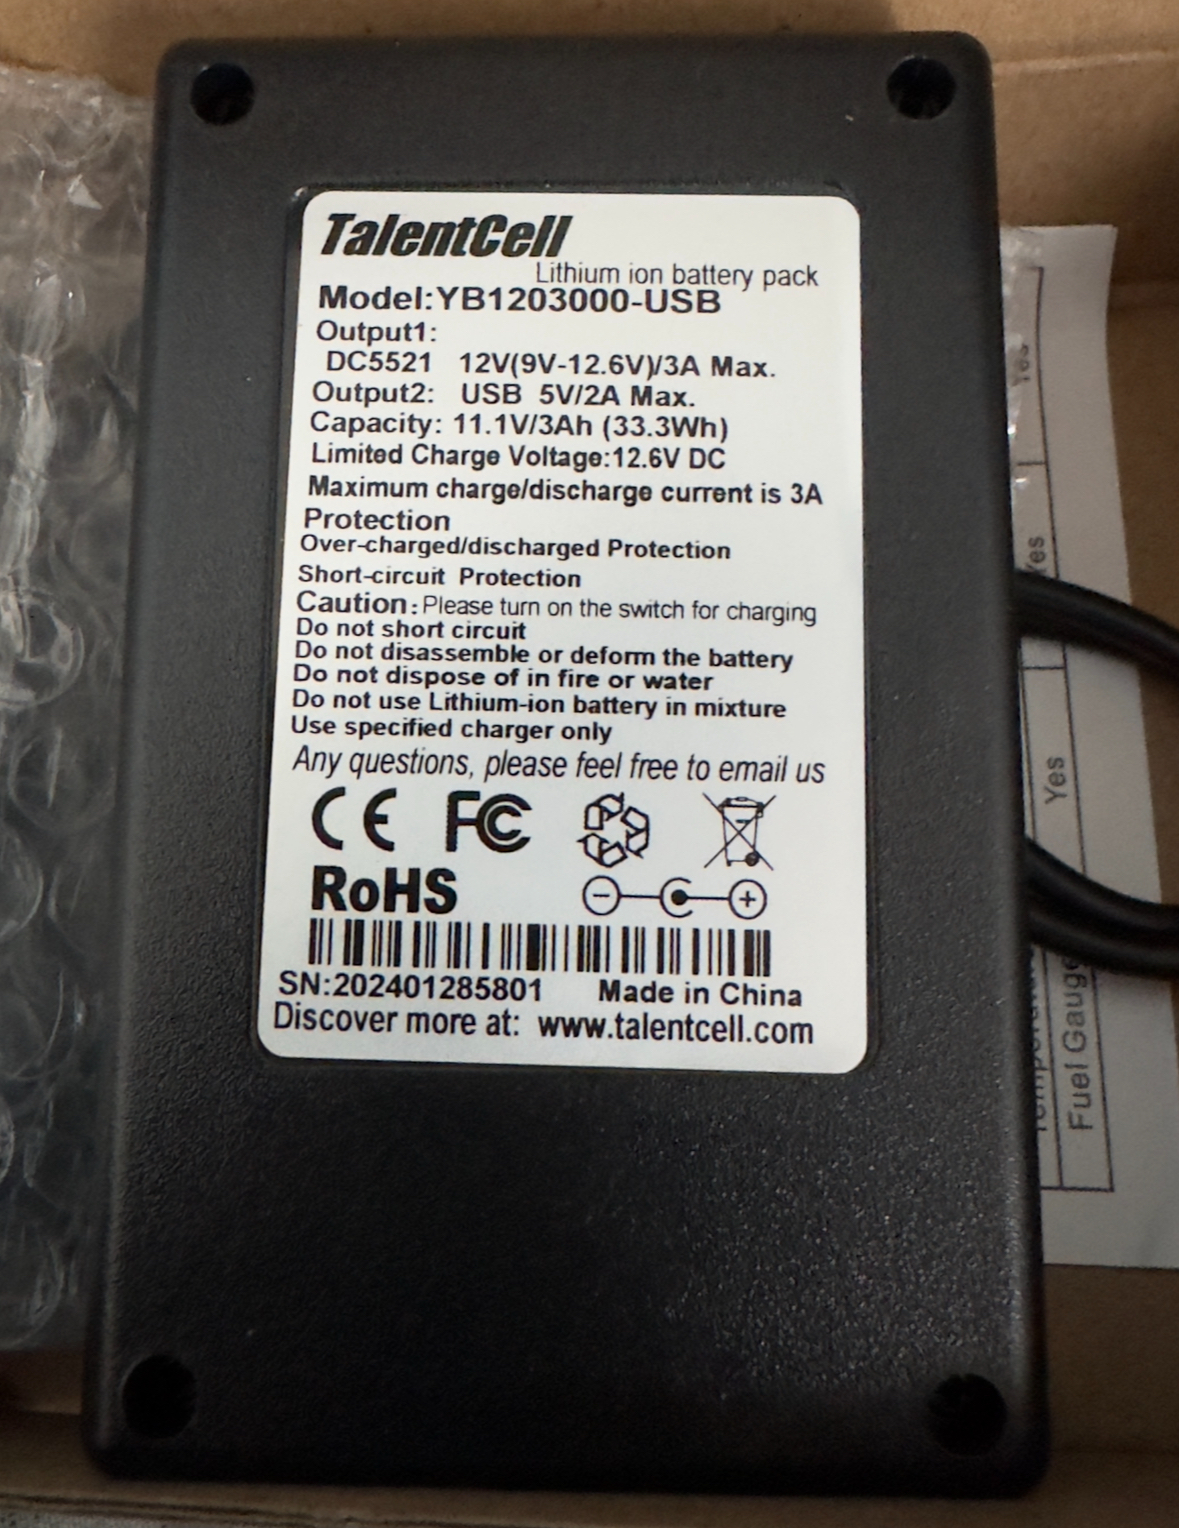 TalentCell
Lithium ion battery pack
Model:YB1203000-USB
Output1:
DC5521 12V(9V-12.6V)/3A Max.
Output2: USB 5V/2A Max.
Capacity: 11.1V/3Ah (33.3Wh)
Limited Charge Voltage:12.6V DC
Maximum charge/discharge current is 3A
Protection
Over-charged/discharged Protection
Short-circuit Protection
Caution: Please turn on the switch for charging
Do not short circuit
Do not disassemble or deform the battery
Do not dispose of in fire or water
Do not use Lithium-ion battery in mixture
Use specified charger only
Any questions, please feel free to email us
CE FC
RoHS
SN:202401285801 Made in China
Discover more at: www.talentcell.com
Yes
Yes
Yes
Fuel Gauge